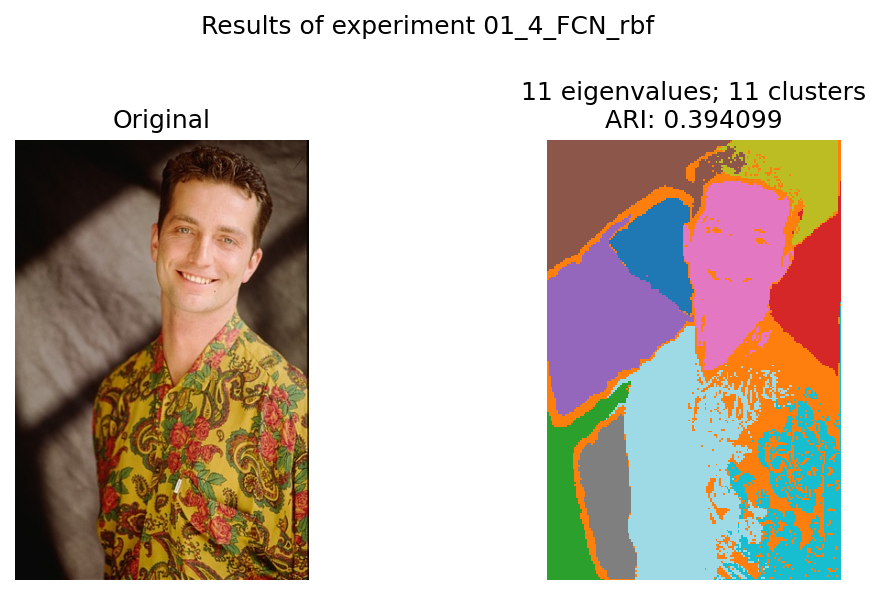 Results of experiment 01_4_FCN_rbf
Original
11 eigenvalues; 11 clusters
ARI: 0.394099